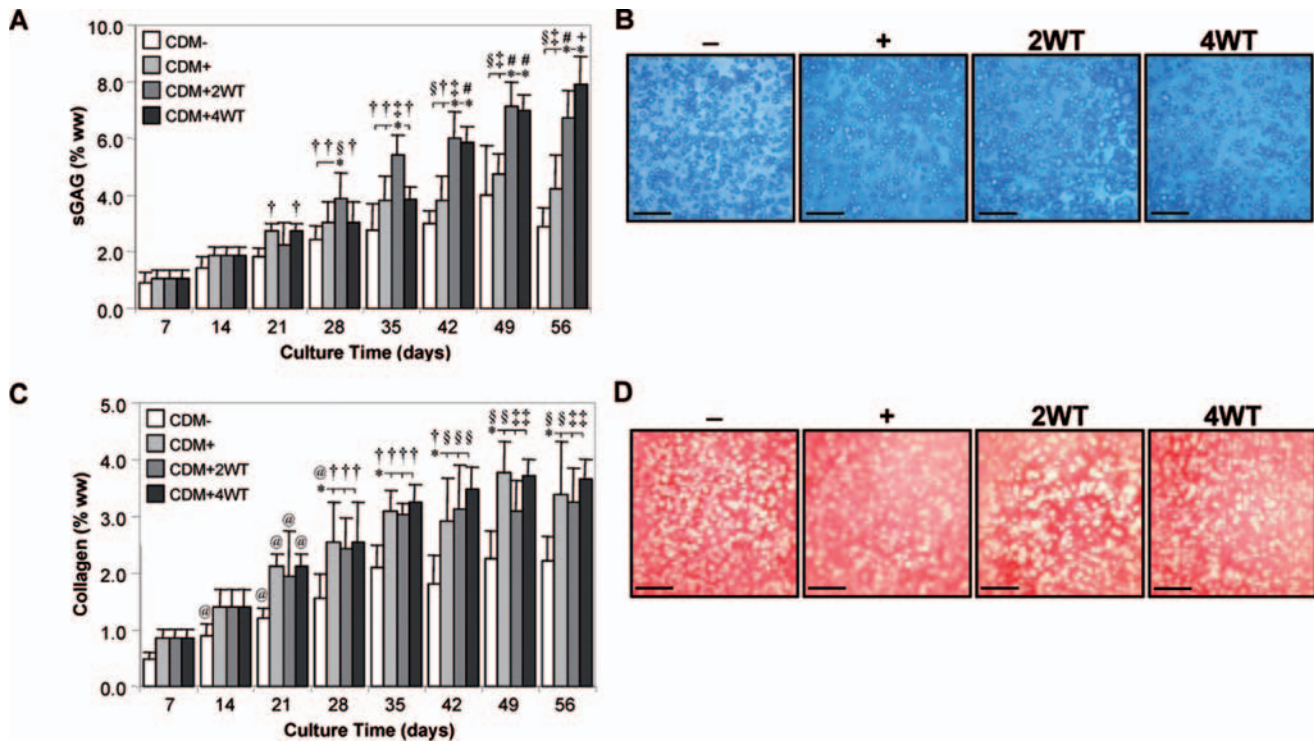 A
10.0
8.0
6.0
4.0
2.0
0.0
sGAG (% ww)
CDM-
CDM+
CDM+2WT
CDM+4WT
† †
† † § †
* 
† † ‡ †
*
§ † ‡ #
* *
§ ‡ # #
* *
§ ‡ # +
* *
7 14 21 28 35 42 49 56
Culture Time (days)
B
– + 2WT 4WT
C
5.0
4.0
3.0
2.0
1.0
0.0
Collagen (% ww)
CDM-
CDM+
CDM+2WT
CDM+4WT
@
@ @ @ @
@ † † †
*
† † † †
*
† § § §
*
§ § ‡ ‡
*
§ § ‡ ‡
*
7 14 21 28 35 42 49 56
Culture Time (days)
D
– + 2WT 4WT